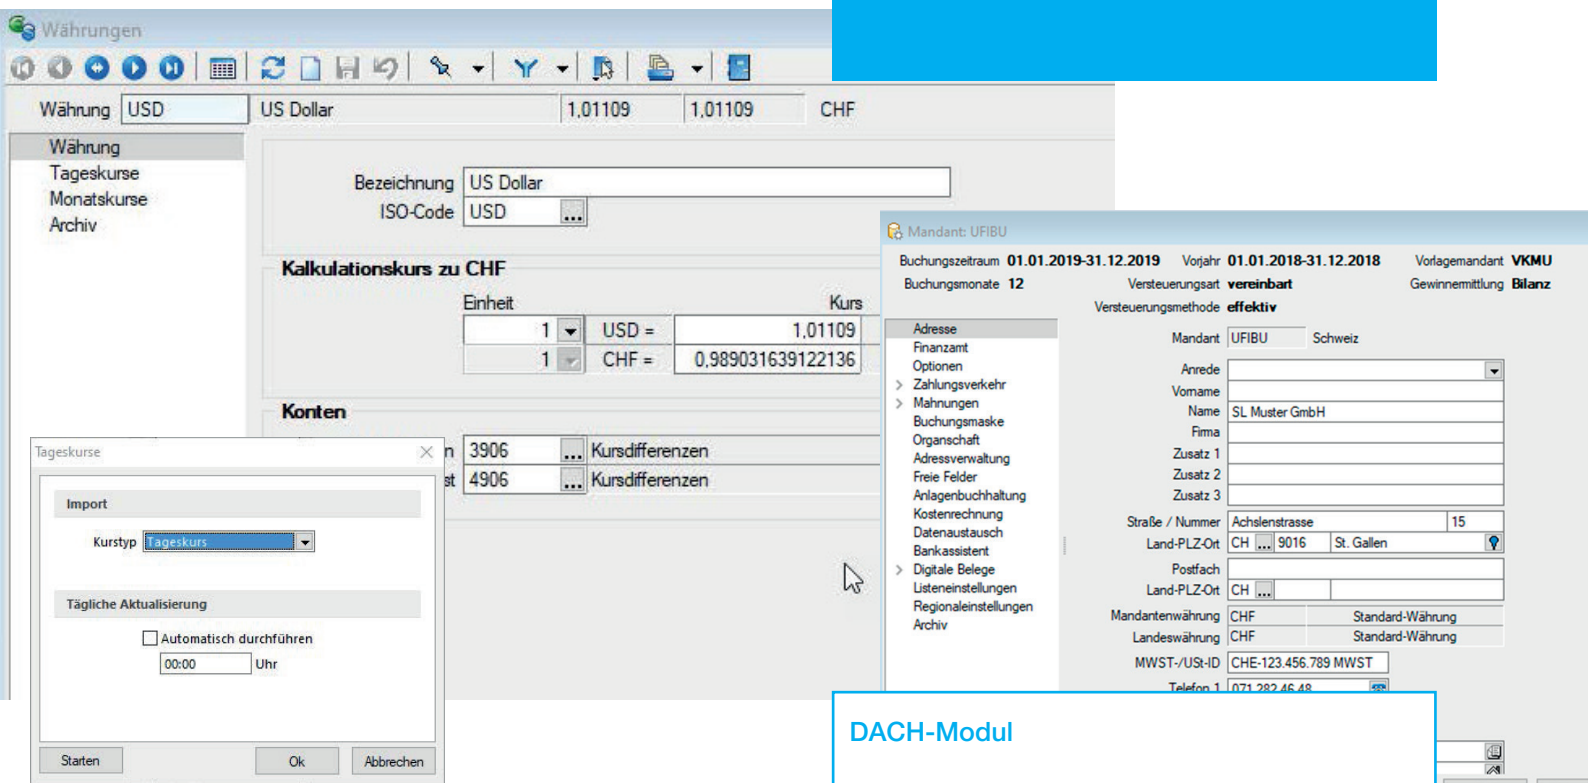 Währungen
Währung USD US Dollar 1,01109 1,01109 CHF
Währung
Tageskurse
Monatskurse
Archiv
Bezeichnung US Dollar
ISO-Code USD ...
Kalkulationskurs zu CHF
Einheit Kurs
1 USD = 1,01109
1 CHF = 0,989031639122136
Konten
n 3906 ... Kursdifferenzen
st 4906 ... Kursdifferenzen
Tageskurse
Import
Kurstyp Tageskurs
Tägliche Aktualisierung
Automatisch durchführen
00:00 Uhr
Starten Ok Abbrechen
Mandant: UFIBU
Buchungszeitraum 01.01.2019-31.12.2019 Vorjahr 01.01.2018-31.12.2018 Vorlagemandant VKMU
Buchungsmonate 12 Versteuerungsart vereinbart Gewinnermittlung Bilanz
Versteuerungsmethode effektiv
Adresse
Finanzamt
Optionen
Zahlungsverkehr
Mahnungen
Buchungsmaske
Organschaft
Adressverwaltung
Freie Felder
Anlagenbuchhaltung
Kostenrechnung
Datenaustausch
Bankassistent
Digitale Belege
Listeneinstellungen
Regionaleinstellungen
Archiv
Mandant UFIBU Schweiz
Anrede
Vorname
Name SL Muster GmbH
Firma
Zusatz 1
Zusatz 2
Zusatz 3
Straße / Nummer Achslenstrasse 15
Land-PLZ-Ort CH ... 9016 St. Gallen
Postfach
Land-PLZ-Ort CH ...
Mandantenwährung CHF Standard-Währung
Landeswährung CHF Standard-Währung
MWST-/USt-ID CHE-123.456.789 MWST
Telefon 1 071 282 46 48
DACH-Modul